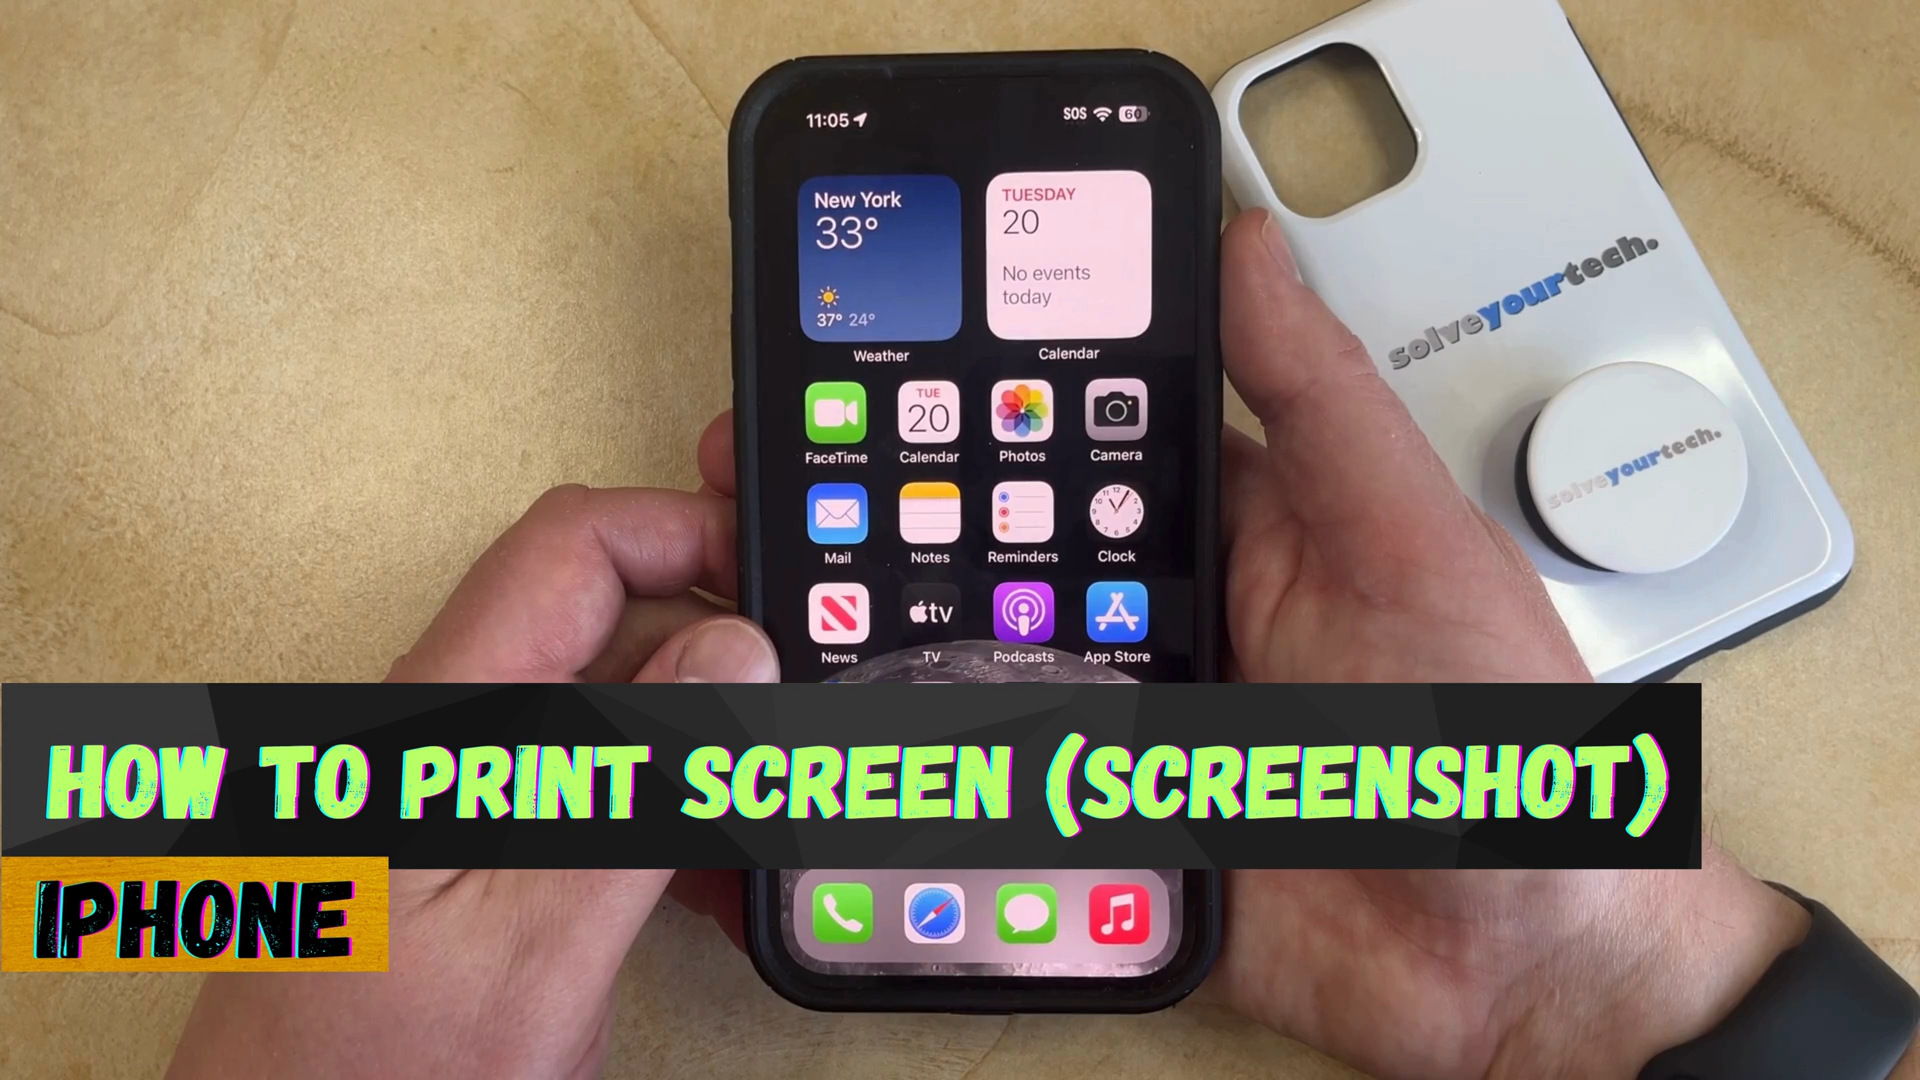 11:05
SOS 60
New York
33°
37° 24°
Weather
TUESDAY
20
No events
today
Calendar
FaceTime
TUE
20
Calendar
Photos
Camera
Mail
Notes
Reminders
Clock
News
tv
TV
Podcasts
App Store
solveyourtech.
solveyourtech.
HOW TO PRINT SCREEN (SCREENSHOT)
IPHONE